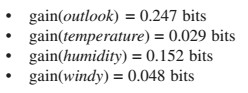 • gain(outlook) = 0.247 bits
• gain(temperature) = 0.029 bits
• gain(humidity) = 0.152 bits
• gain(windy) = 0.048 bits